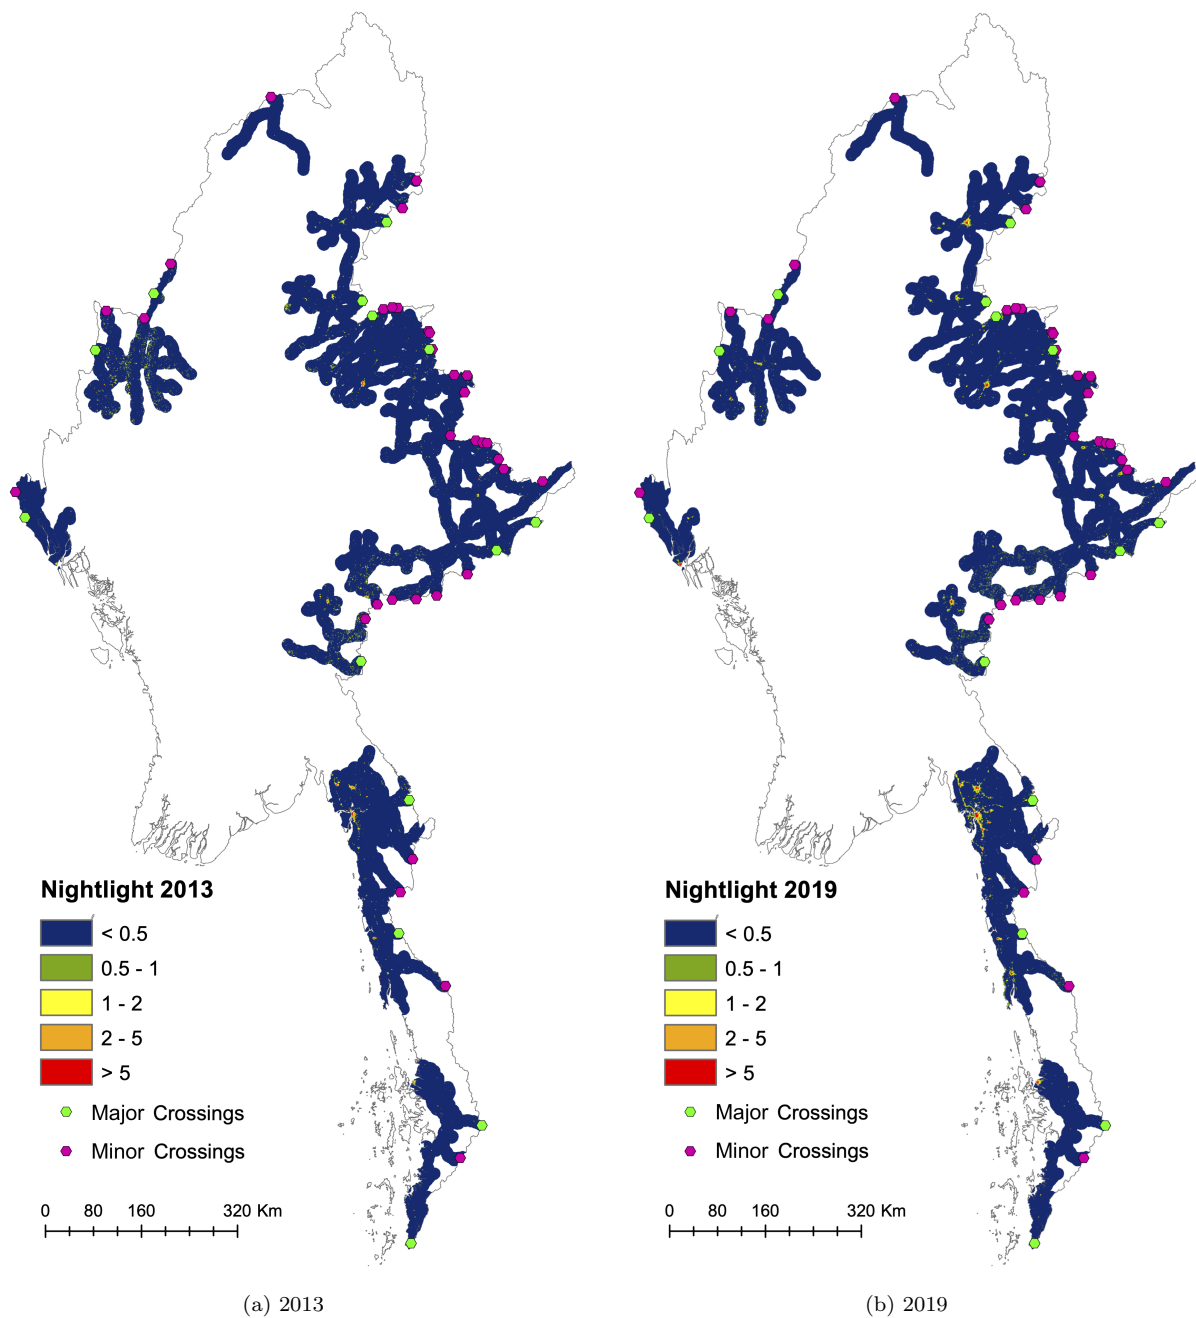 Nightlight 2013
< 0.5
0.5 - 1
1 - 2
2 - 5
> 5
Major Crossings
Minor Crossings
0 80 160 320 Km
(a) 2013
Nightlight 2019
< 0.5
0.5 - 1
1 - 2
2 - 5
> 5
Major Crossings
Minor Crossings
0 80 160 320 Km
(b) 2019